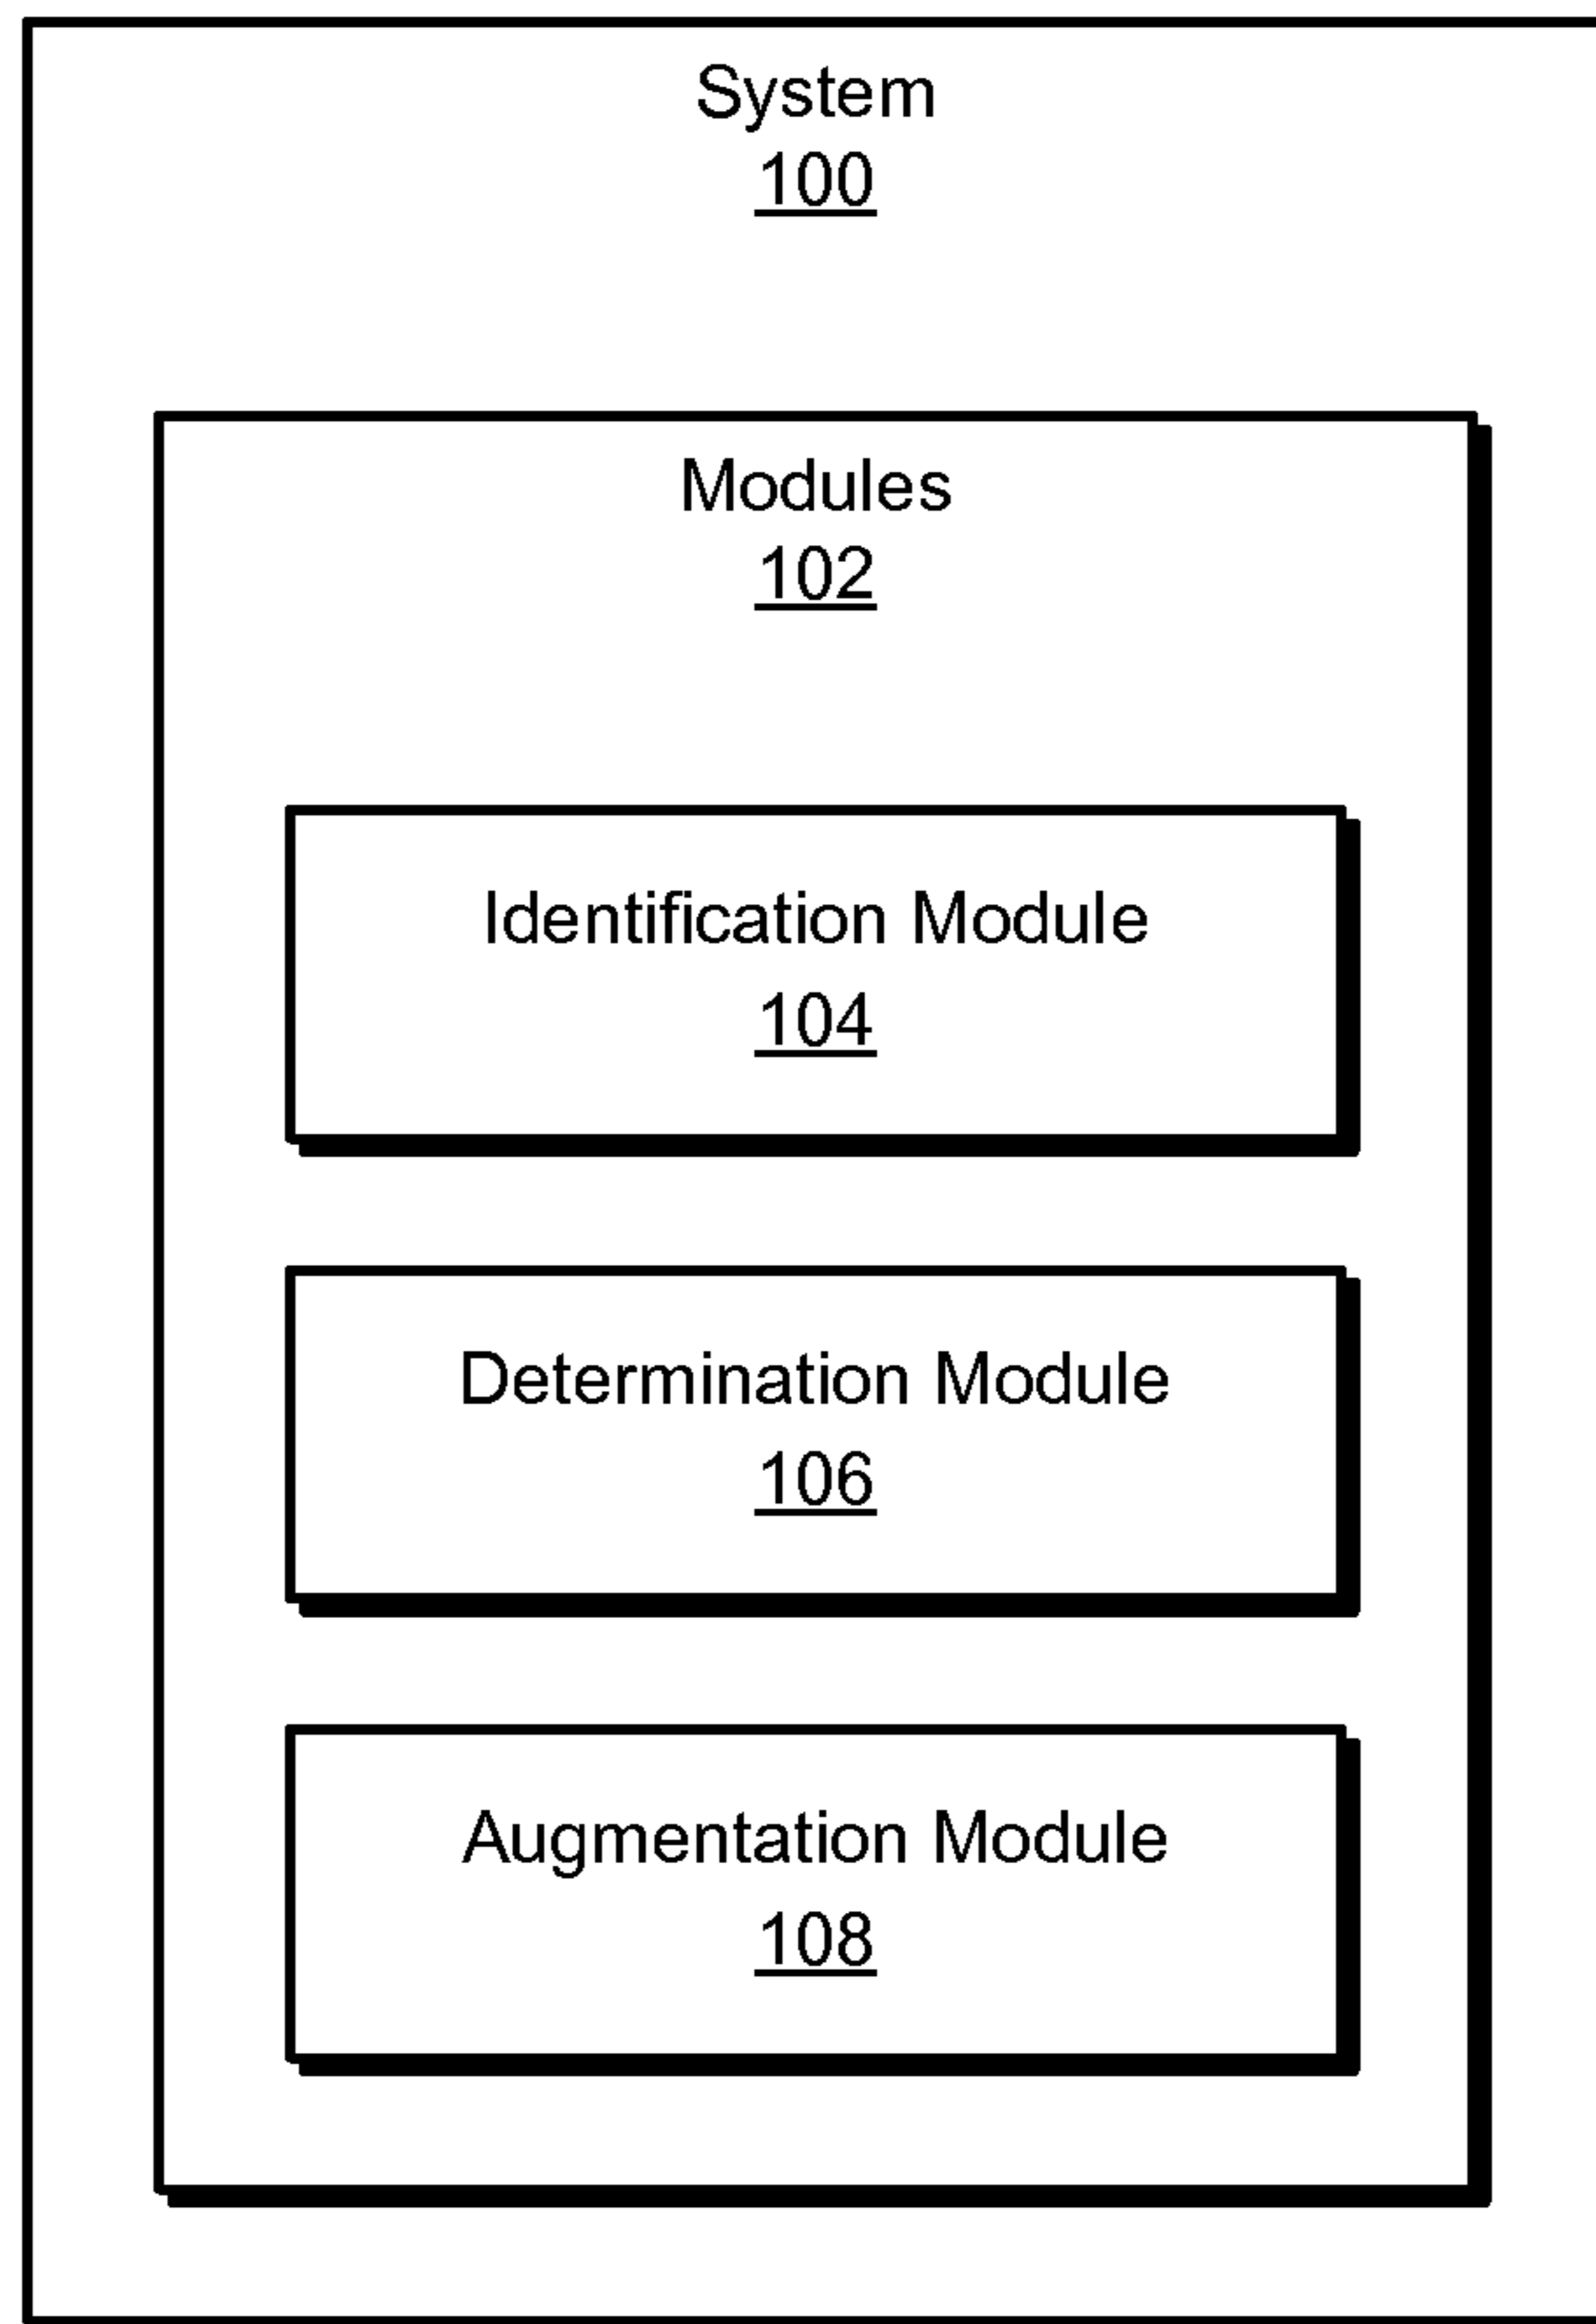 System
100
Modules
102
Identification Module
104
Determination Module
106
Augmentation Module
108